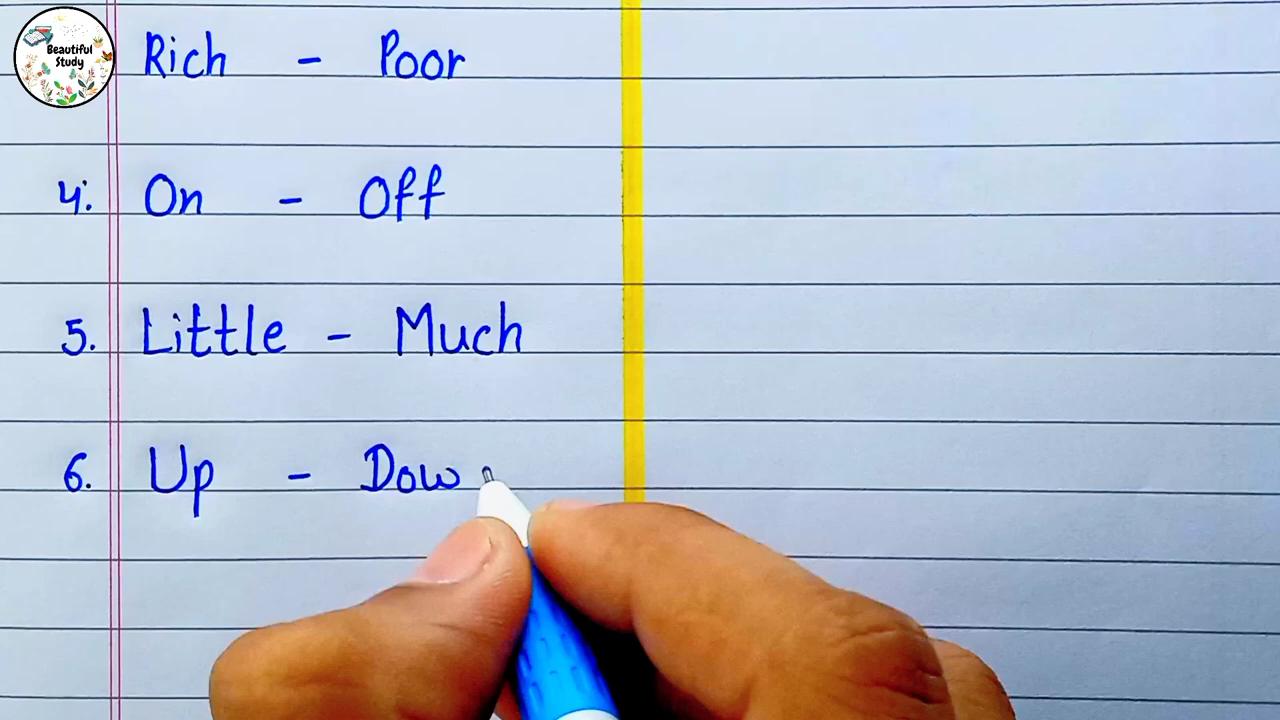 Beautiful
Study
Rich - Poor
4. On - Off
5. Little - Much
6. Up - Dow